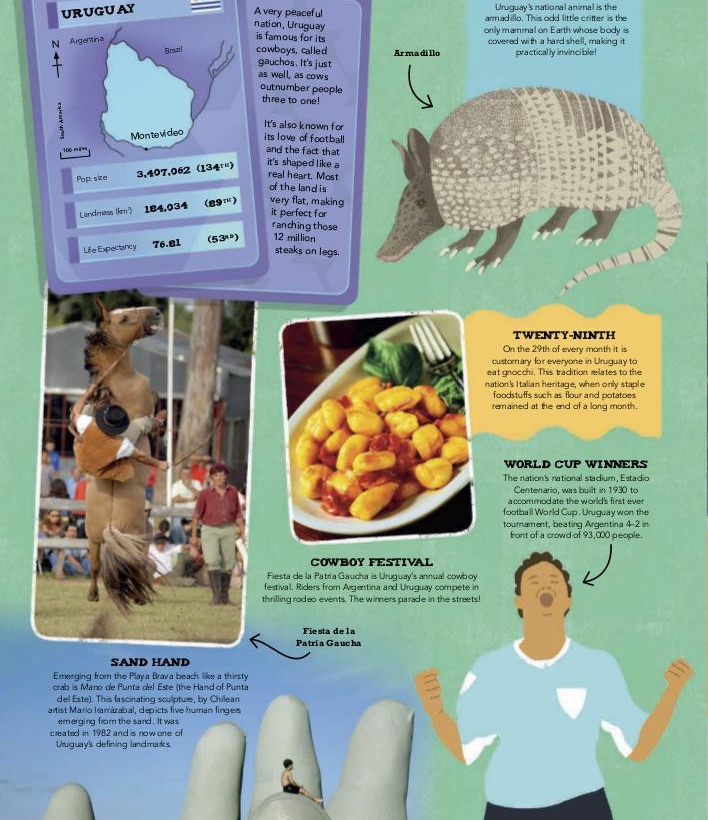 URUGUAY
N
Argentina
Brazil
South America
100 miles
Montevideo
Pop. size 3,407,062 (134TH)
Landmass (km²) 184,034 (89TH)
Life Expectancy 76.81 (53RD)
A very peaceful
nation, Uruguay
is famous for its
cowboys, called
gauchos. It's just
as well, as cows
outnumber people
three to one!
It's also known for
its love of football
and the fact that
it's shaped like a
real heart. Most
of the land is
very flat, making
it perfect for
ranching those
12 million
steaks on legs.
Armadillo
Uruguay's national animal is the
armadillo. This odd little critter is the
only mammal on Earth whose body is
covered with a hard shell, making it
practically invincible!
TWENTY-NINTH
On the 29th of every month it is
customary for everyone in Uruguay to
eat gnocchi. This tradition relates to the
nation's Italian heritage, when only staple
foodstuffs such as flour and potatoes
remained at the end of a long month.
WORLD CUP WINNERS
The nation's national stadium, Estadio
Centenario, was built in 1930 to
accommodate the world's first ever
football World Cup. Uruguay won the
tournament, beating Argentina 4–2 in
front of a crowd of 93,000 people.
COWBOY FESTIVAL
Fiesta de la Patria Gaucha is Uruguay's annual cowboy
festival. Riders from Argentina and Uruguay compete in
thrilling rodeo events. The winners parade in the streets!
Fiesta de la
Patria Gaucha
SAND HAND
Emerging from the Playa Brava beach like a thirsty
crab is Mano de Punta del Este (the Hand of Punta
del Este). This fascinating sculpture, by Chilean
artist Mario Irarrázabal, depicts five human fingers
emerging from the sand. It was
created in 1982 and is now one of
Uruguay's defining landmarks.